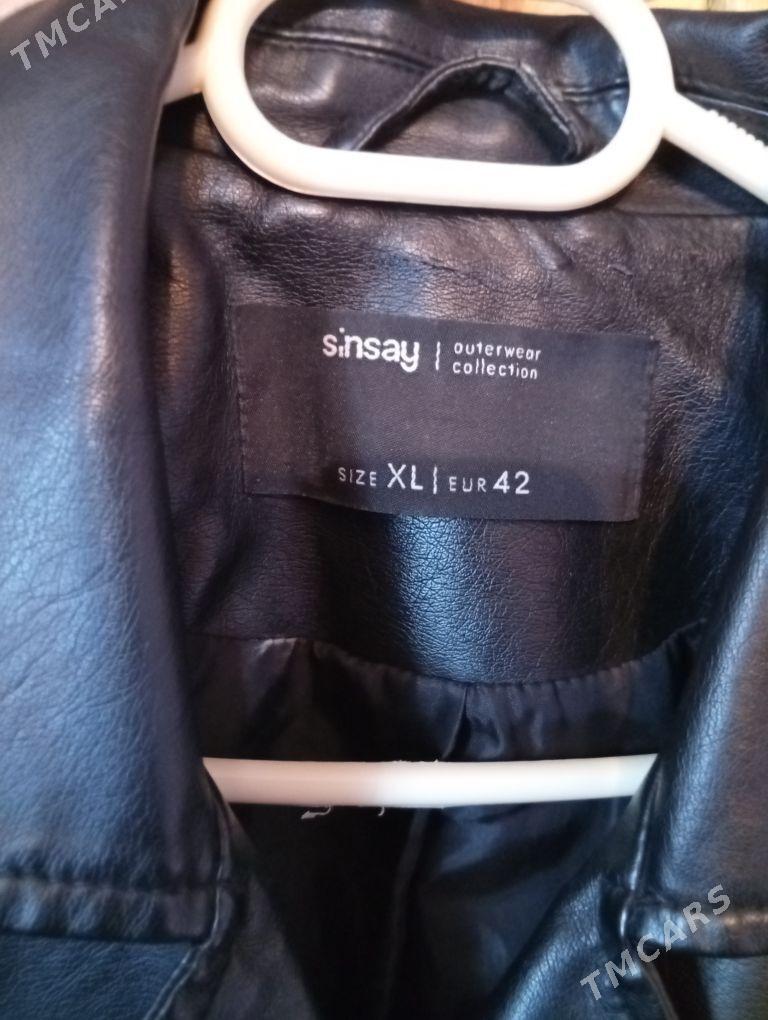 TMCARS
sinsay | outerwear
collection
SIZE XL | EUR 42
TMCARS